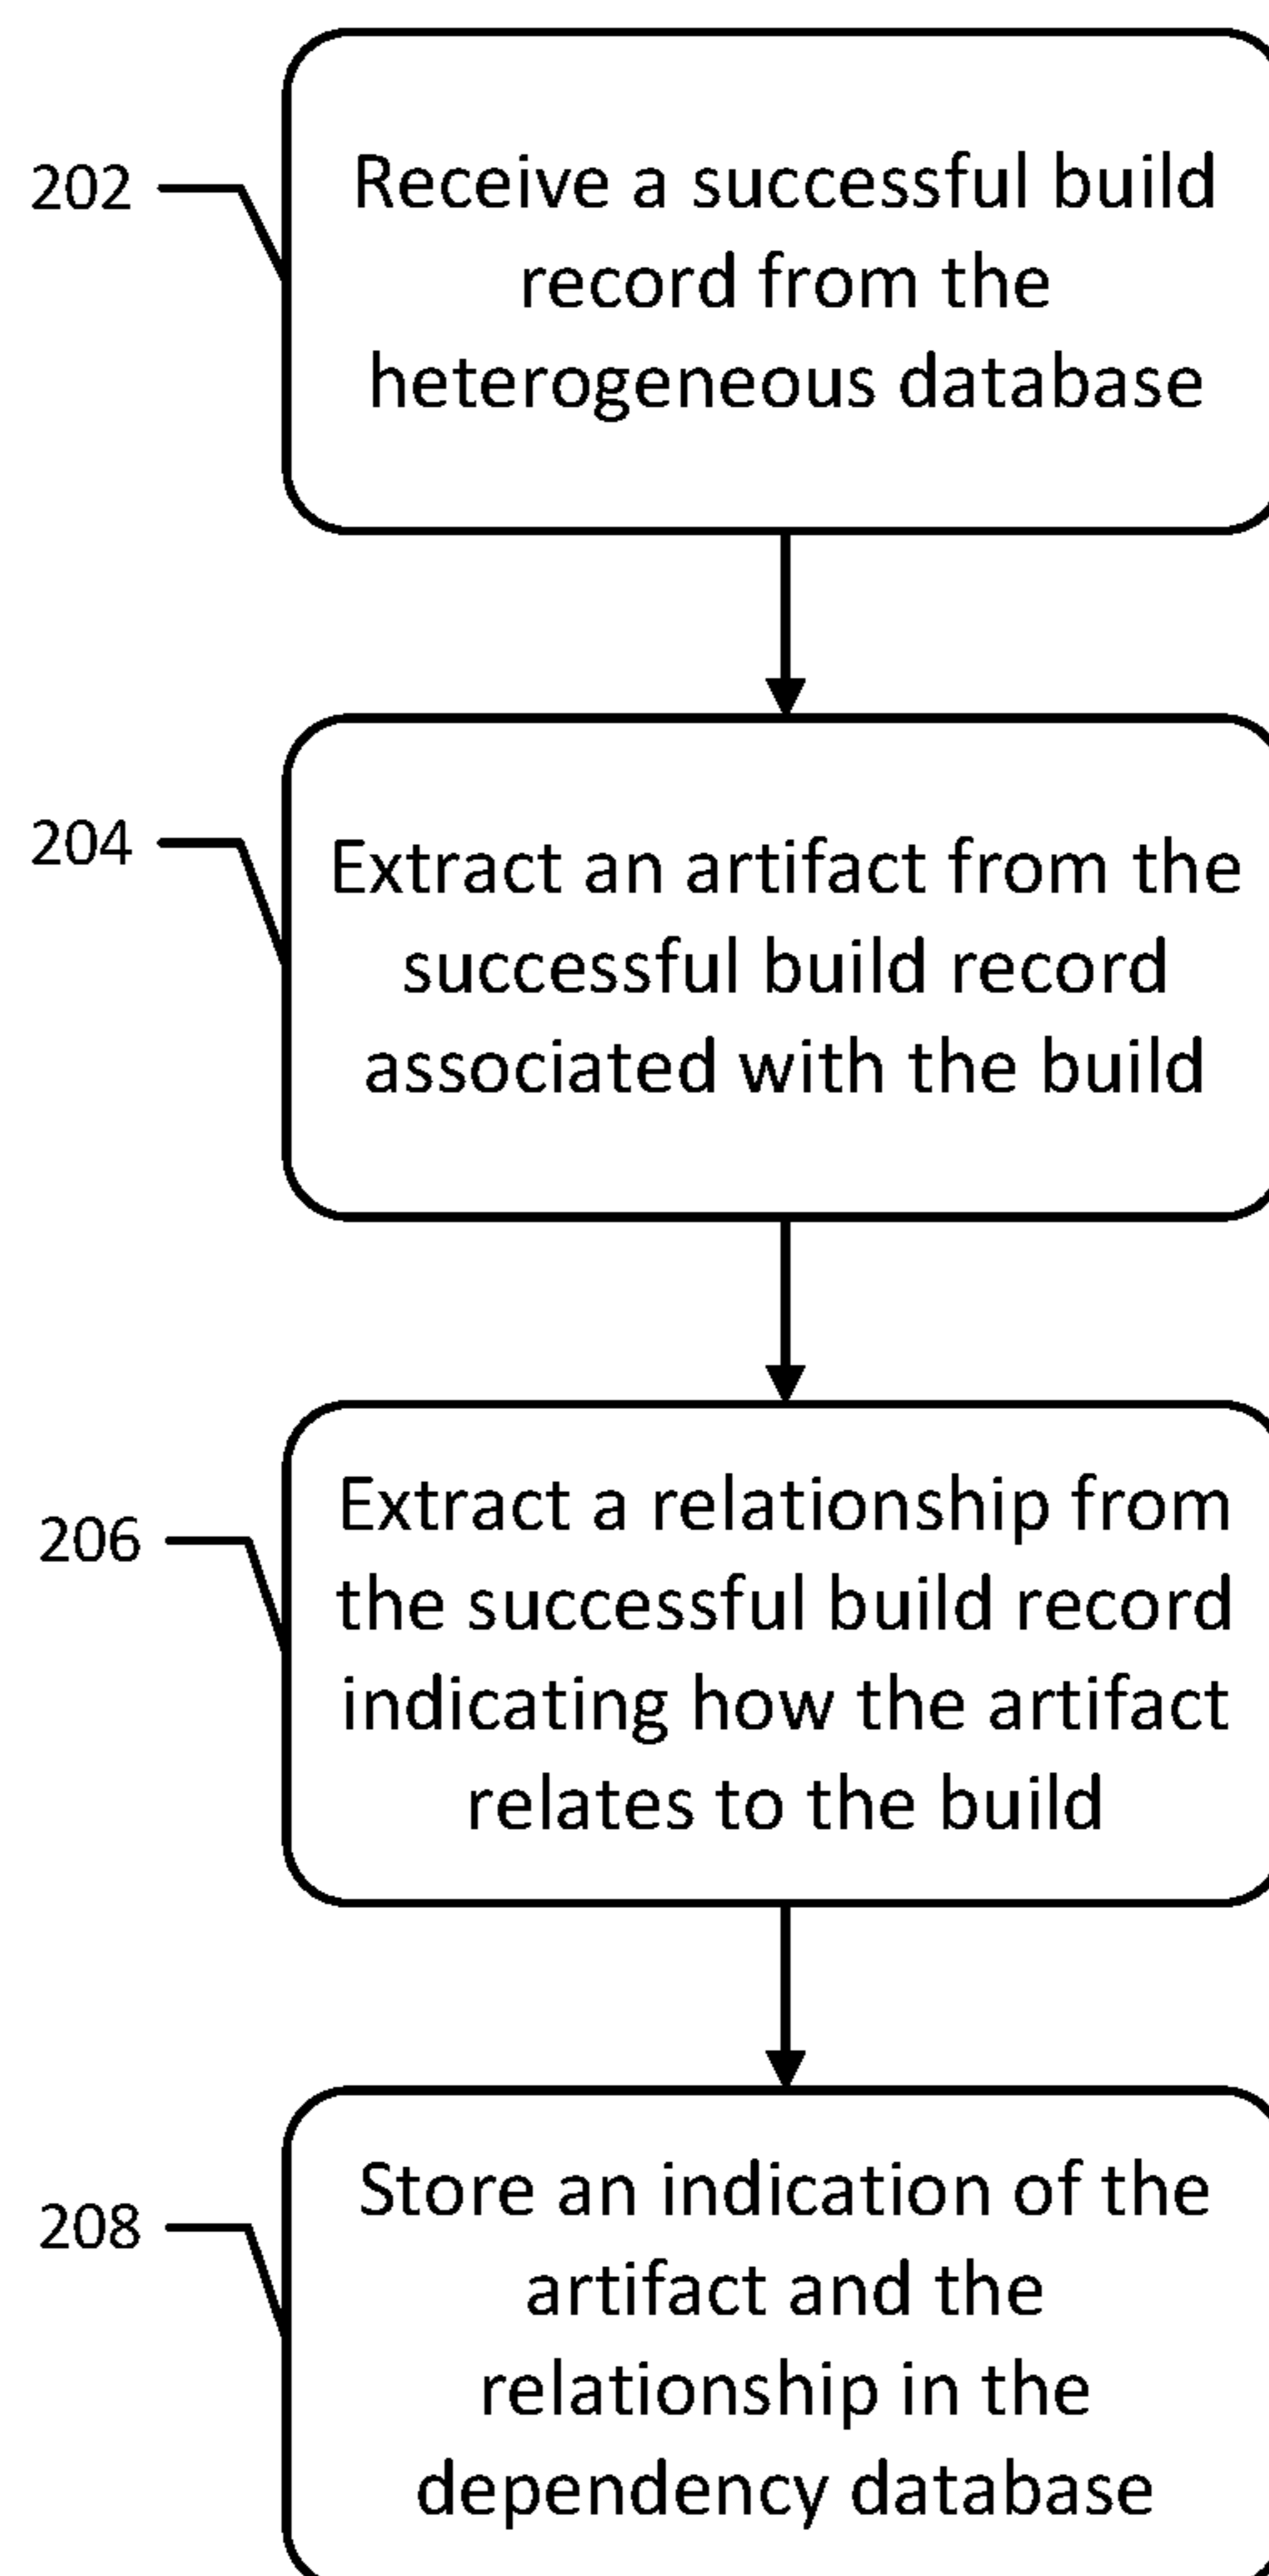 202
Receive a successful build
record from the
heterogeneous database
204
Extract an artifact from the
successful build record
associated with the build
206
Extract a relationship from
the successful build record
indicating how the artifact
relates to the build
208
Store an indication of the
artifact and the
relationship in the
dependency database